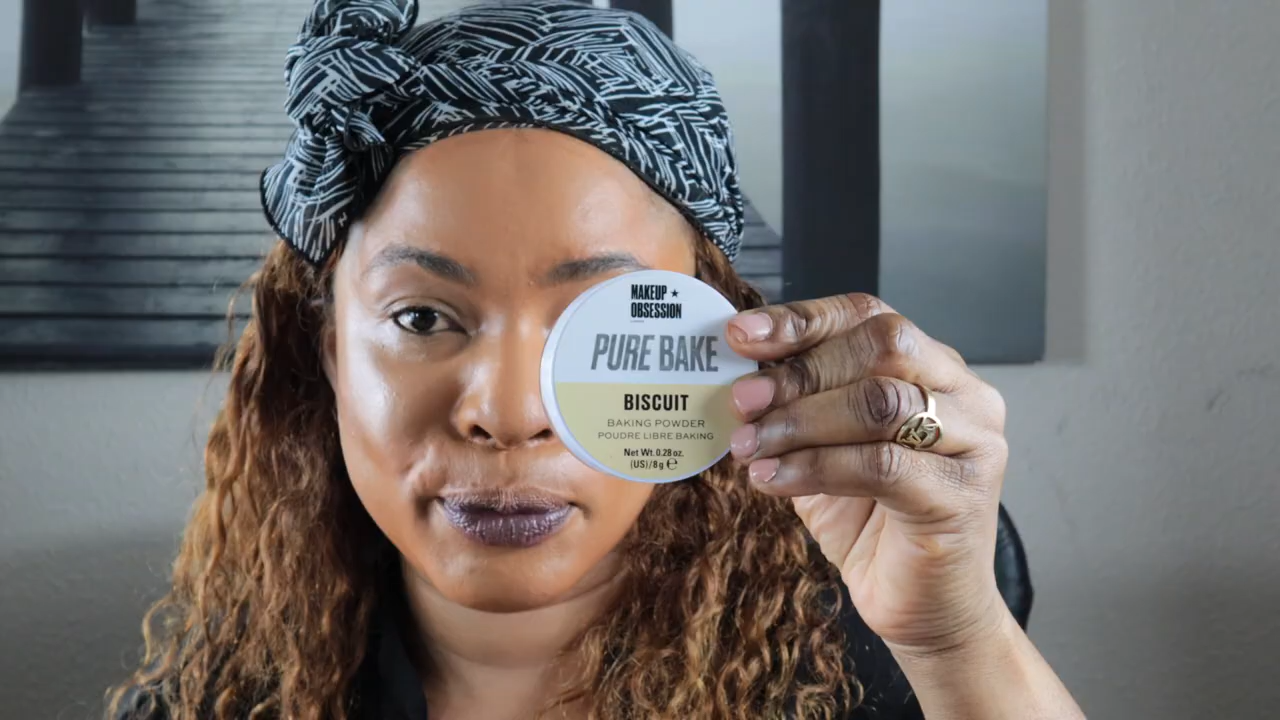 MAKEUP ★
OBSESSION
PURE BAKE
BISCUIT
BAKING POWDER
POUDRE LIBRE BAKING
Net Wt. 0.28 oz.
(US)/8g ℮